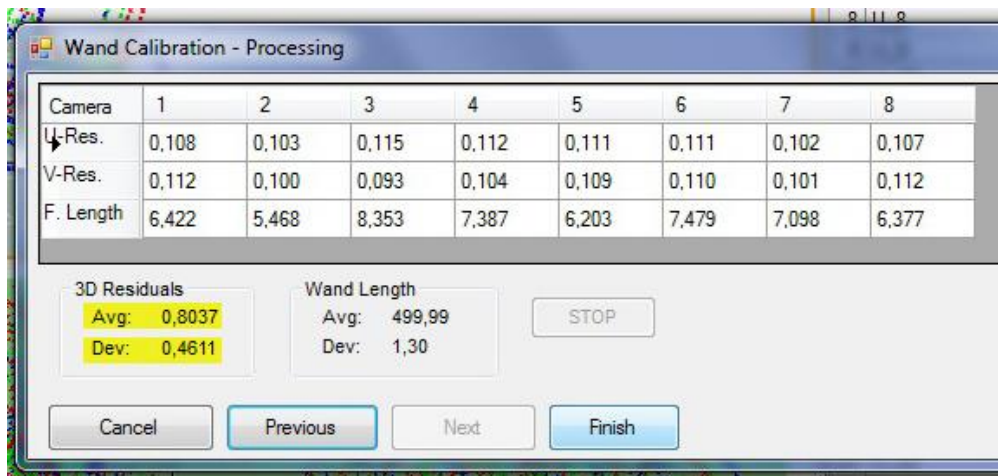 8 U 8
Wand Calibration - Processing
Camera 1 2 3 4 5 6 7 8
U-Res. 0,108 0,103 0,115 0,112 0,111 0,111 0,102 0,107
V-Res. 0,112 0,100 0,093 0,104 0,109 0,110 0,101 0,112
F. Length 6,422 5,468 8,353 7,387 6,203 7,479 7,098 6,377
3D Residuals Wand Length
Avg: 0,8037 Avg: 499,99 STOP
Dev: 0,4611 Dev: 1,30
Cancel Previous Next Finish